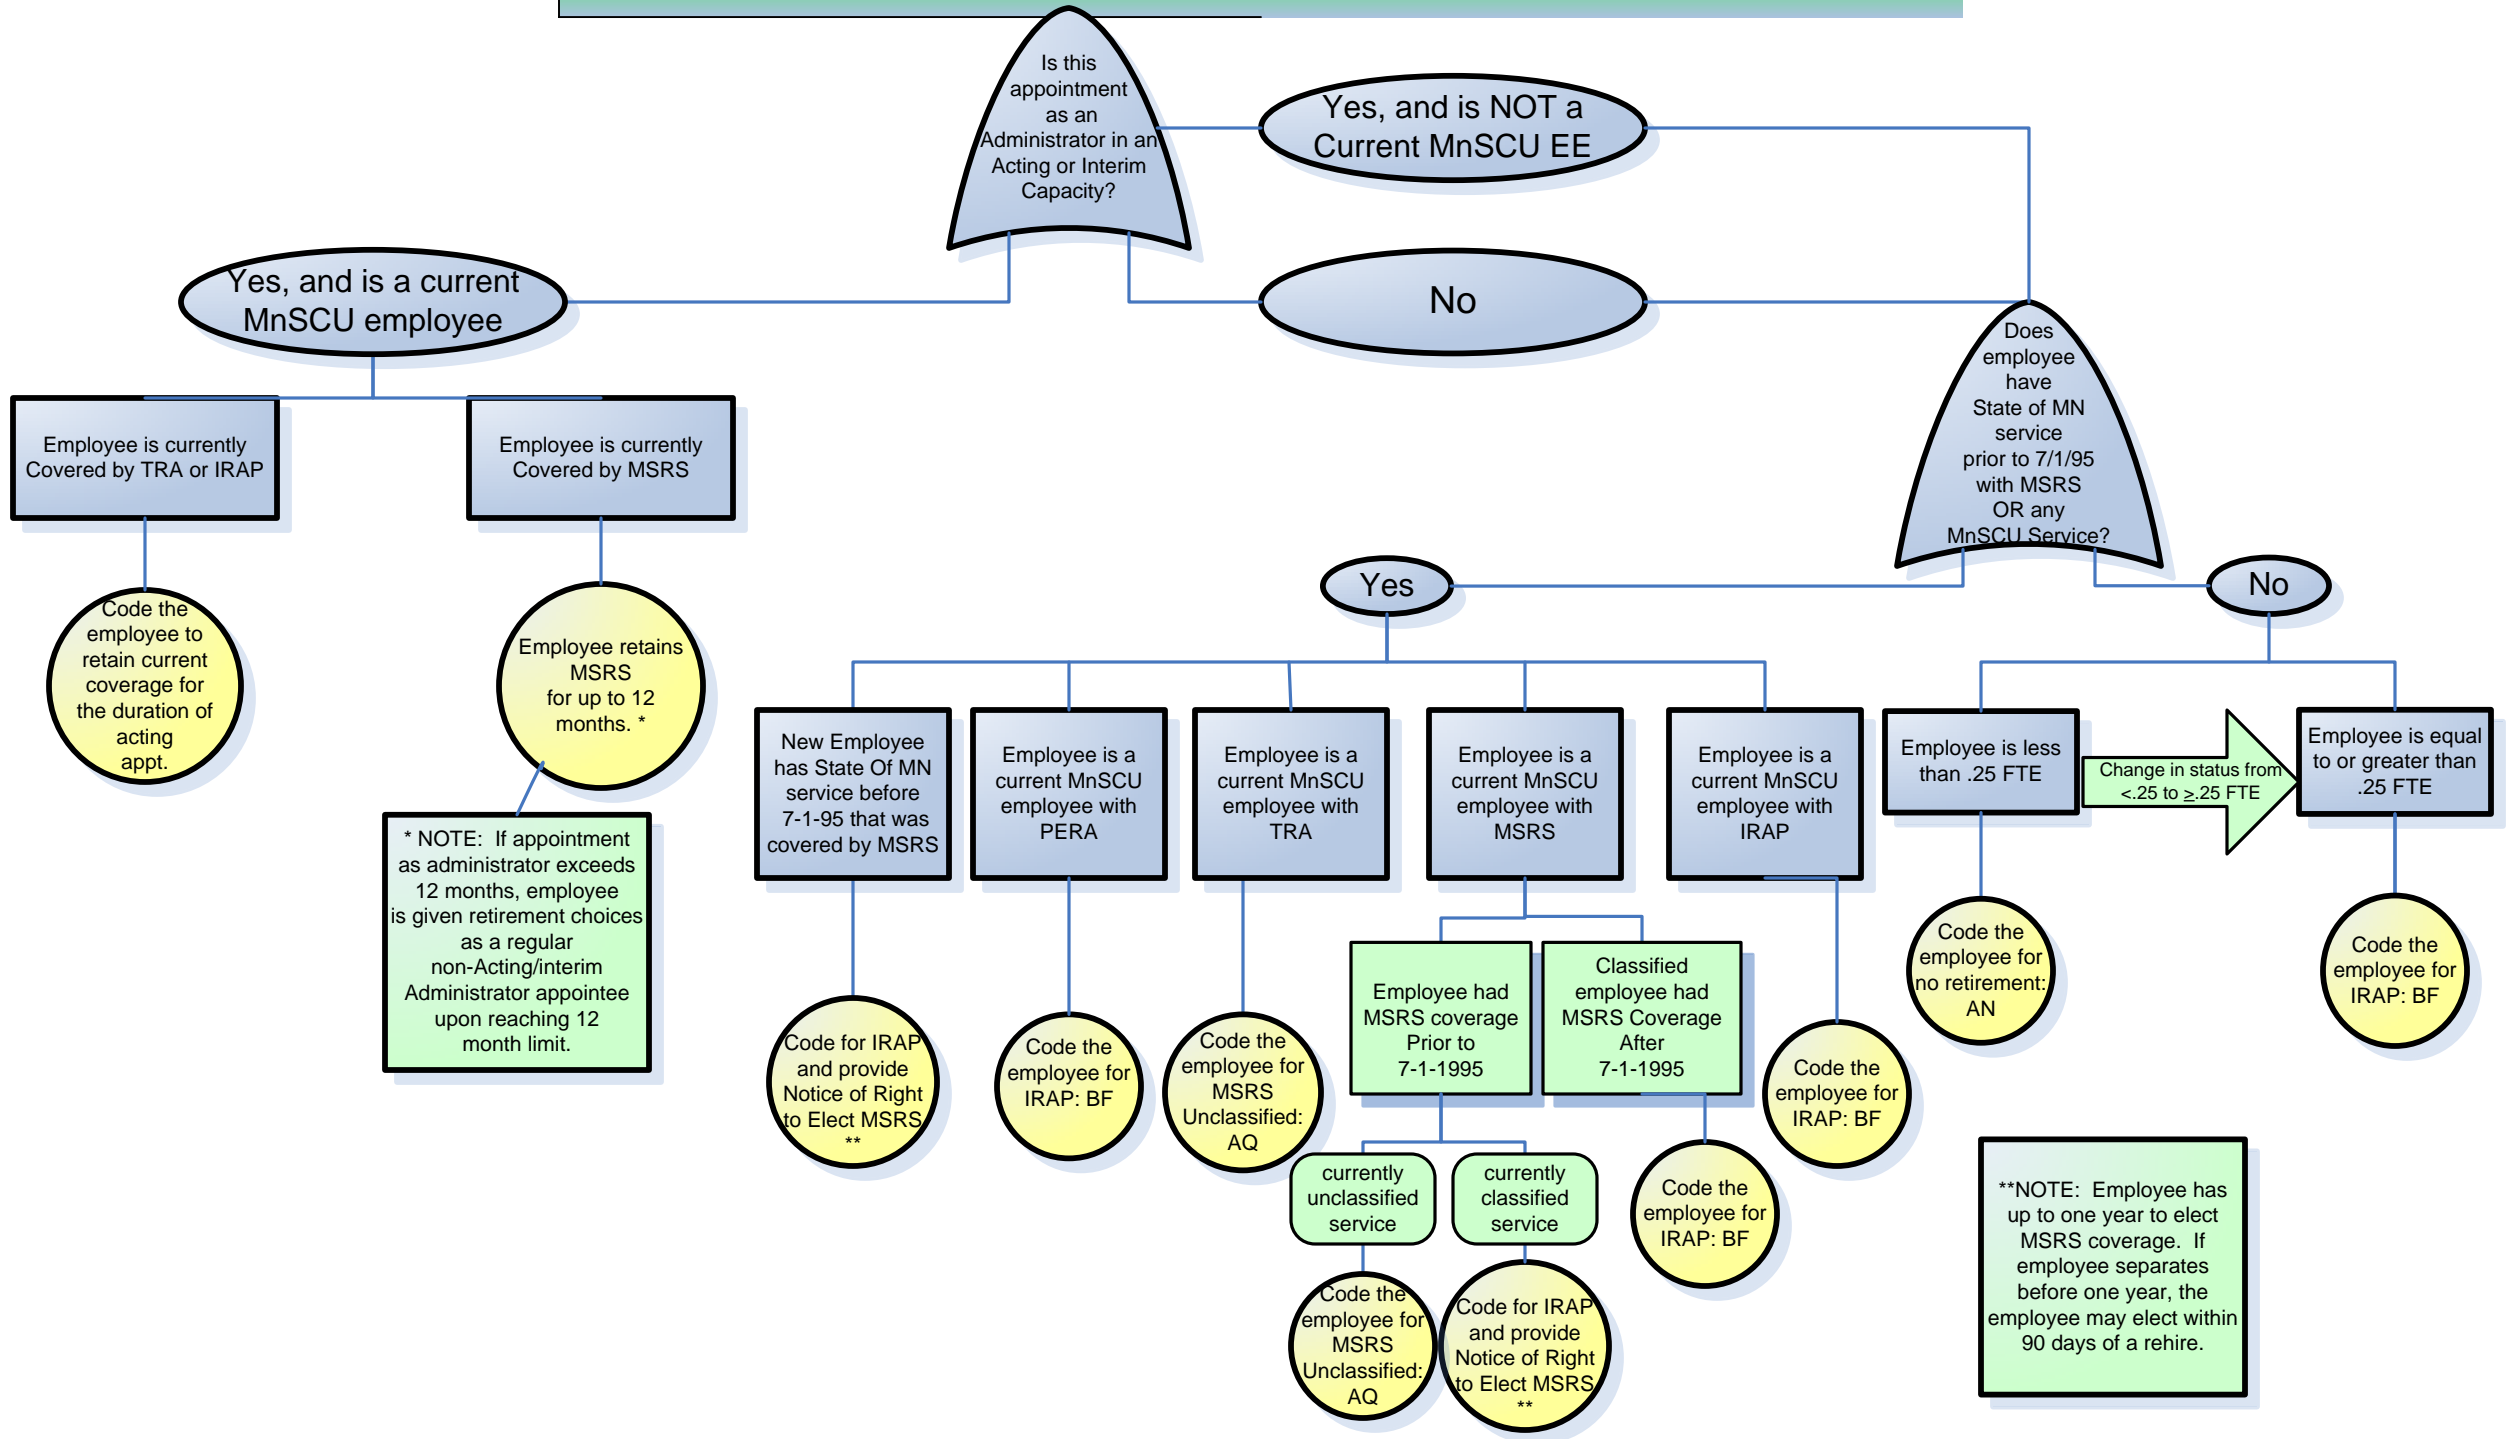 Is this
appointment
as an
Administrator in an
Acting or Interim
Capacity?
Yes, and is NOT a
Current MnSCU EE
Yes, and is a current
MnSCU employee
No
Does
employee
have
State of MN
service
prior to 7/1/95
with MSRS
OR any
MnSCU Service?
Employee is currently
Covered by TRA or IRAP
Employee is currently
Covered by MSRS
Yes
No
Code the
employee to
retain current
coverage for
the duration of
acting
appt.
Employee retains
MSRS
for up to 12
months. *
* NOTE: If appointment
as administrator exceeds
12 months, employee
is given retirement choices
as a regular
non-Acting/interim
Administrator appointee
upon reaching 12
month limit.
New Employee
has State Of MN
service before
7-1-95 that was
covered by MSRS
Employee is a
current MnSCU
employee with
PERA
Employee is a
current MnSCU
employee with
TRA
Employee is a
current MnSCU
employee with
MSRS
Employee is a
current MnSCU
employee with
IRAP
Employee is less
than .25 FTE
Change in status from
<.25 to ≥.25 FTE
Employee is equal
to or greater than
.25 FTE
Employee had
MSRS coverage
Prior to
7-1-1995
Classified
employee had
MSRS Coverage
After
7-1-1995
Code the
employee for
no retirement:
AN
Code the
employee for
IRAP: BF
Code for IRAP
and provide
Notice of Right
to Elect MSRS
**
Code the
employee for
IRAP: BF
Code the
employee for
MSRS
Unclassified:
AQ
Code the
employee for
IRAP: BF
currently
unclassified
service
currently
classified
service
Code the
employee for
IRAP: BF
Code the
employee for
MSRS
Unclassified:
AQ
Code for IRAP
and provide
Notice of Right
to Elect MSRS
**
**NOTE: Employee has
up to one year to elect
MSRS coverage. If
employee separates
before one year, the
employee may elect within
90 days of a rehire.